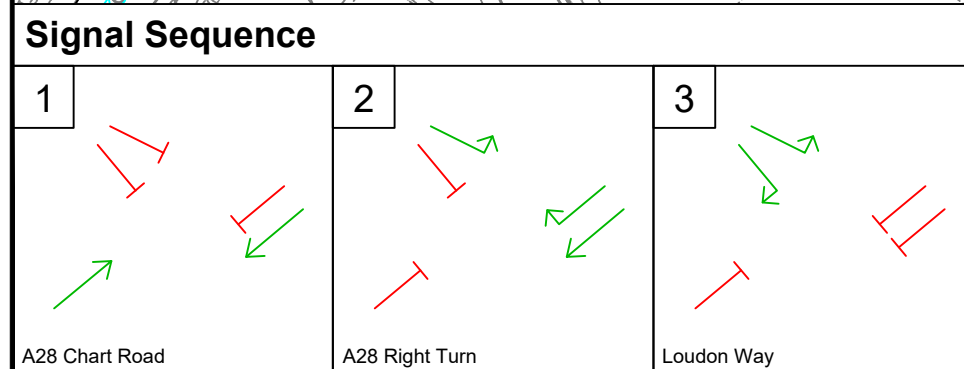 Signal Sequence
1
2
3
A28 Chart Road
A28 Right Turn
Loudon Way